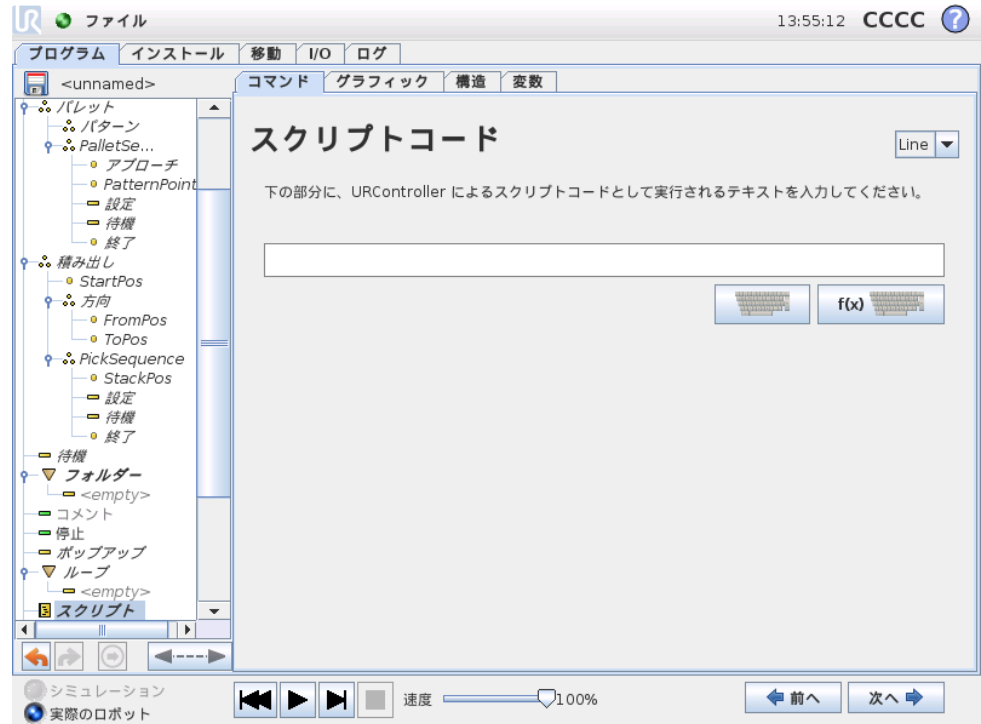 UR ファイル 13:55:12 CCCC ?
プログラム インストール 移動 I/O ログ
<unnamed>
コマンド グラフィック 構造 変数
パレット
パターン
PalletSe...
アプローチ
PatternPoint
設定
待機
終了
積み出し
StartPos
方向
FromPos
ToPos
PickSequence
StackPos
設定
待機
終了
待機
フォルダー
<empty>
コメント
停止
ポップアップ
ループ
<empty>
スクリプト
スクリプトコード
Line
下の部分に、URController によるスクリプトコードとして実行されるテキストを入力してください。
f(x)
シミュレーション
実際のロボット
速度 100%
前へ 次へ